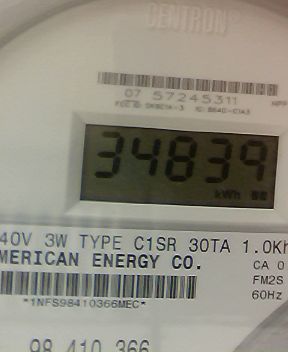 CENTRON
07 57245311
34839
kWh
40V 3W TYPE C1SR 30TA 1.0Kh
MERICAN ENERGY CO.
CA 0
FM2S
60Hz
*1NFS98410366MEC*
98 410 366